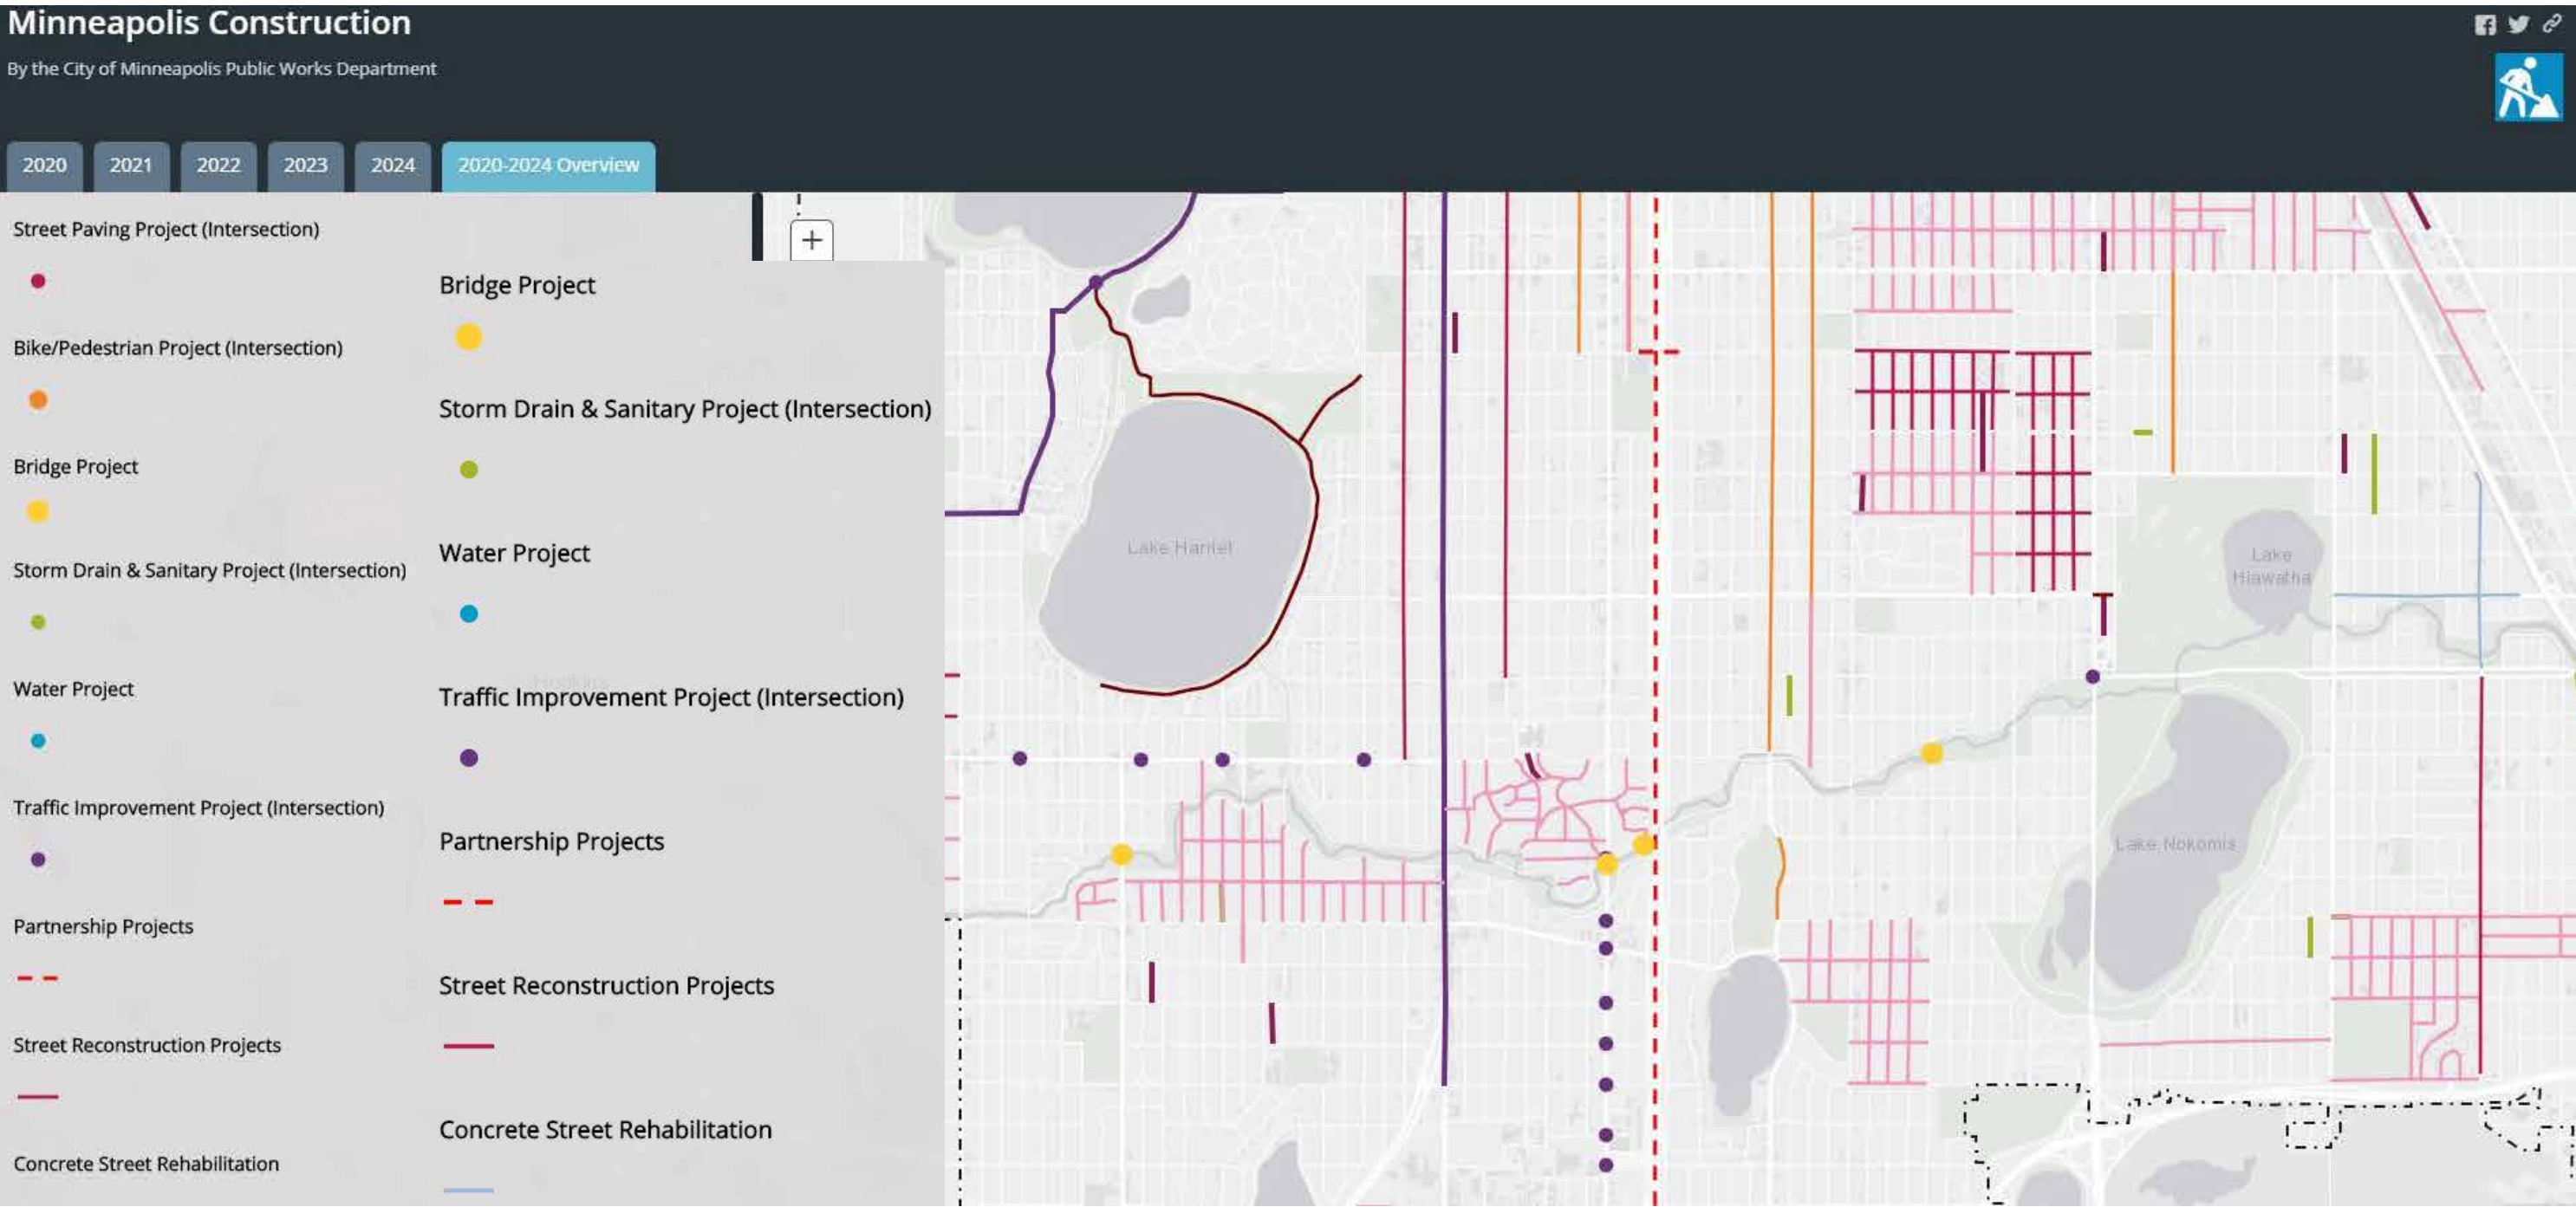 Minneapolis Construction
By the City of Minneapolis Public Works Department
2020
2021
2022
2023
2024
2020-2024 Overview
Street Paving Project (Intersection)
Bike/Pedestrian Project (Intersection)
Bridge Project
Storm Drain & Sanitary Project (Intersection)
Water Project
Traffic Improvement Project (Intersection)
Partnership Projects
Street Reconstruction Projects
Concrete Street Rehabilitation
Bridge Project
Storm Drain & Sanitary Project (Intersection)
Water Project
Traffic Improvement Project (Intersection)
Partnership Projects
Street Reconstruction Projects
Concrete Street Rehabilitation
+
Hopkins
Lake Harriet
Lake
Hiawatha
Lake Nokomis